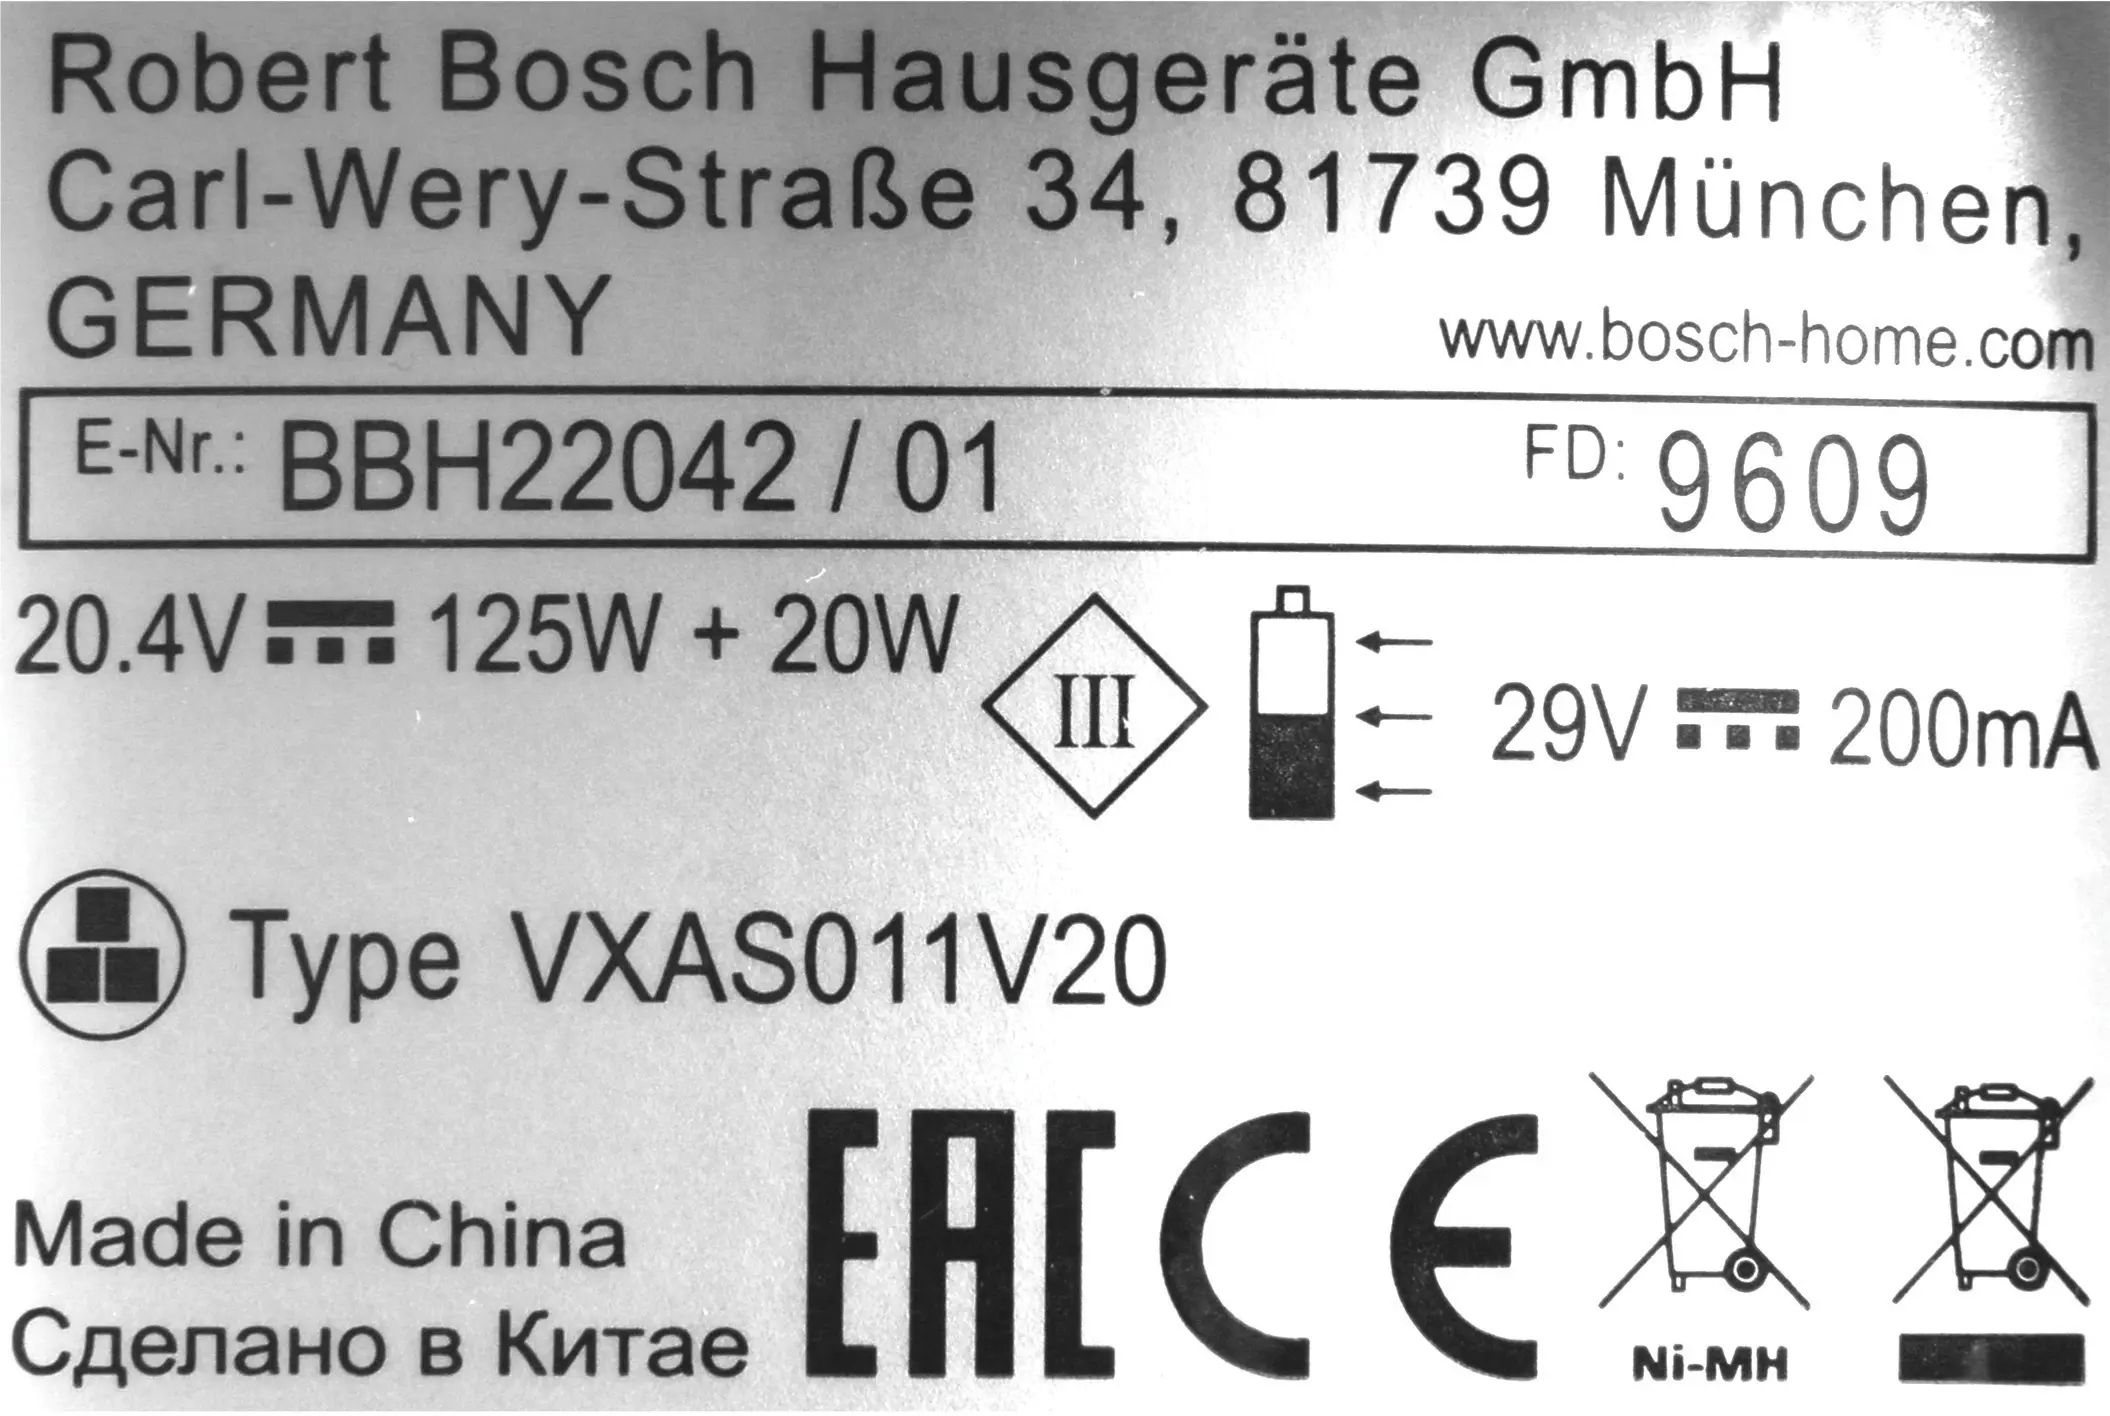 Robert Bosch Hausgeräte GmbH
Carl-Wery-Straße 34, 81739 München,
GERMANY
www.bosch-home.com
E-Nr.: BBH22042 / 01 FD: 9609
20.4V 125W + 20W
III
29V 200mA
Type VXAS011V20
EAC CE
Made in China
Сделано в Китае
Ni-MH